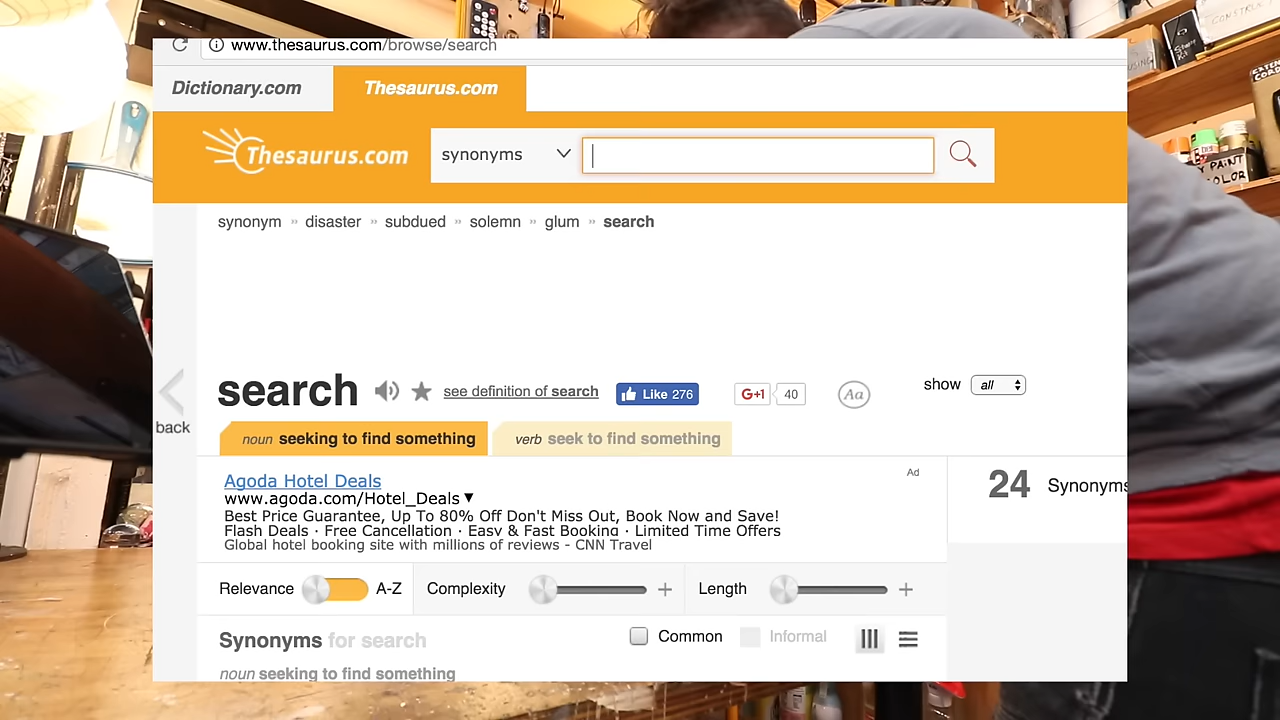 www.thesaurus.com/browse/search
Dictionary.com
Thesaurus.com
Thesaurus.com
synonyms
synonym » disaster » subdued » solemn » glum » search
search
see definition of search
Like 276
G+1
40
Aa
show
all
back
noun seeking to find something
verb seek to find something
Agoda Hotel Deals
Ad
www.agoda.com/Hotel_Deals ▼
Best Price Guarantee, Up To 80% Off Don't Miss Out, Book Now and Save!
Flash Deals · Free Cancellation · Easy & Fast Booking · Limited Time Offers
Global hotel booking site with millions of reviews - CNN Travel
24 Synonyms
Relevance
A-Z
Complexity
+
Length
+
Synonyms for search
Common
Informal
noun seeking to find something
PAINT
COLOR